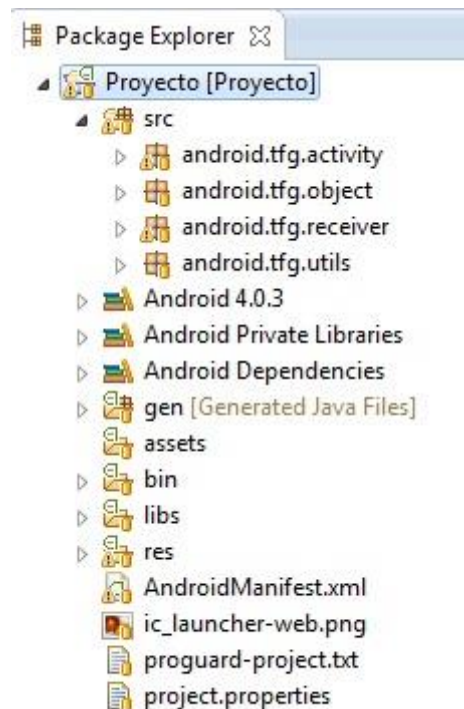 Package Explorer
Proyecto [Proyecto]
src
android.tfg.activity
android.tfg.object
android.tfg.receiver
android.tfg.utils
Android 4.0.3
Android Private Libraries
Android Dependencies
gen [Generated Java Files]
assets
bin
libs
res
AndroidManifest.xml
ic_launcher-web.png
proguard-project.txt
project.properties